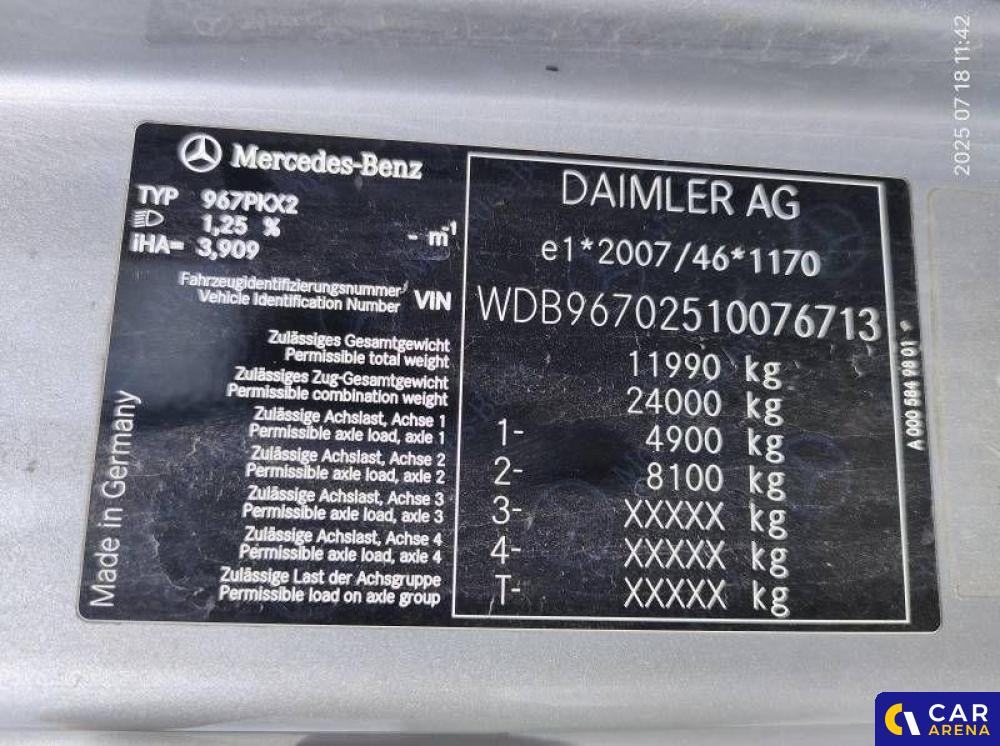 2025 07 18 11:42
Mercedes-Benz
TYP 967PKX2
1,25 % - m⁻¹
iHA= 3,909
DAIMLER AG
e1*2007/46*1170
Fahrzeugidentifizierungsnummer
Vehicle Identification Number VIN WDB96702510076713
Zulässiges Gesamtgewicht
Permissible total weight 11990 kg
Zulässiges Zug-Gesamtgewicht
Permissible combination weight 24000 kg
Zulässige Achslast, Achse 1
Permissible axle load, axle 1 1- 4900 kg
Zulässige Achslast, Achse 2
Permissible axle load, axle 2 2- 8100 kg
Zulässige Achslast, Achse 3
Permissible axle load, axle 3 3- XXXXX kg
Zulässige Achslast, Achse 4
Permissible axle load, axle 4 4- XXXXX kg
Zulässige Last der Achsgruppe
Permissible load on axle group T- XXXXX kg
Made in Germany
A 000 584 98 01
CAR
ARENA